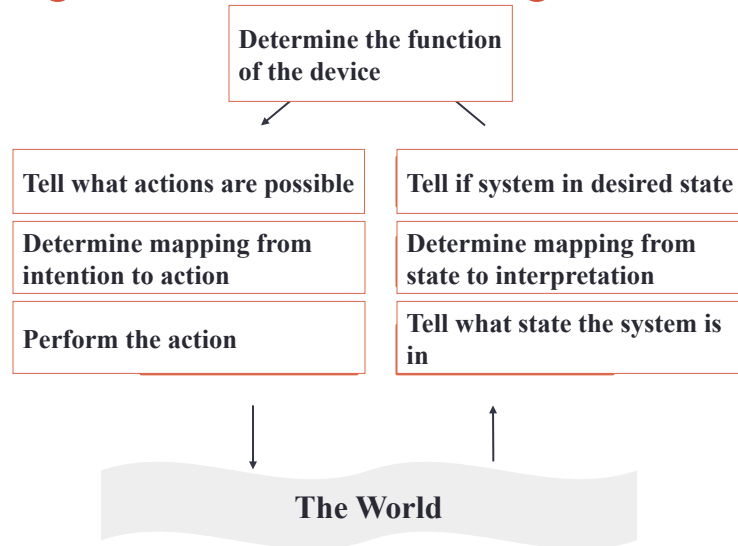 Determine the function
of the device
Tell what actions are possible
Tell if system in desired state
Determine mapping from
intention to action
Determine mapping from
state to interpretation
Perform the action
Tell what state the system is
in
The World